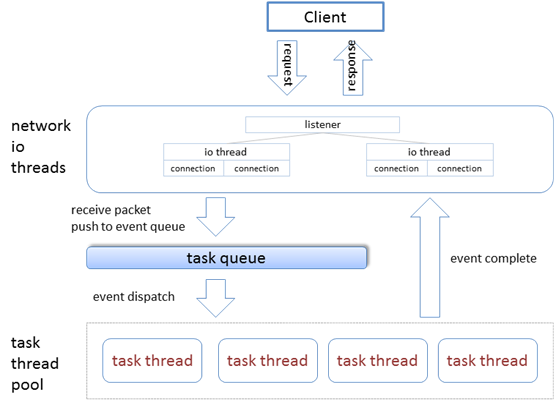 Client
request
response
network
io
threads
listener
io thread
io thread
connection
connection
connection
connection
receive packet
push to event queue
task queue
event complete
event dispatch
task
thread
pool
task thread
task thread
task thread
task thread